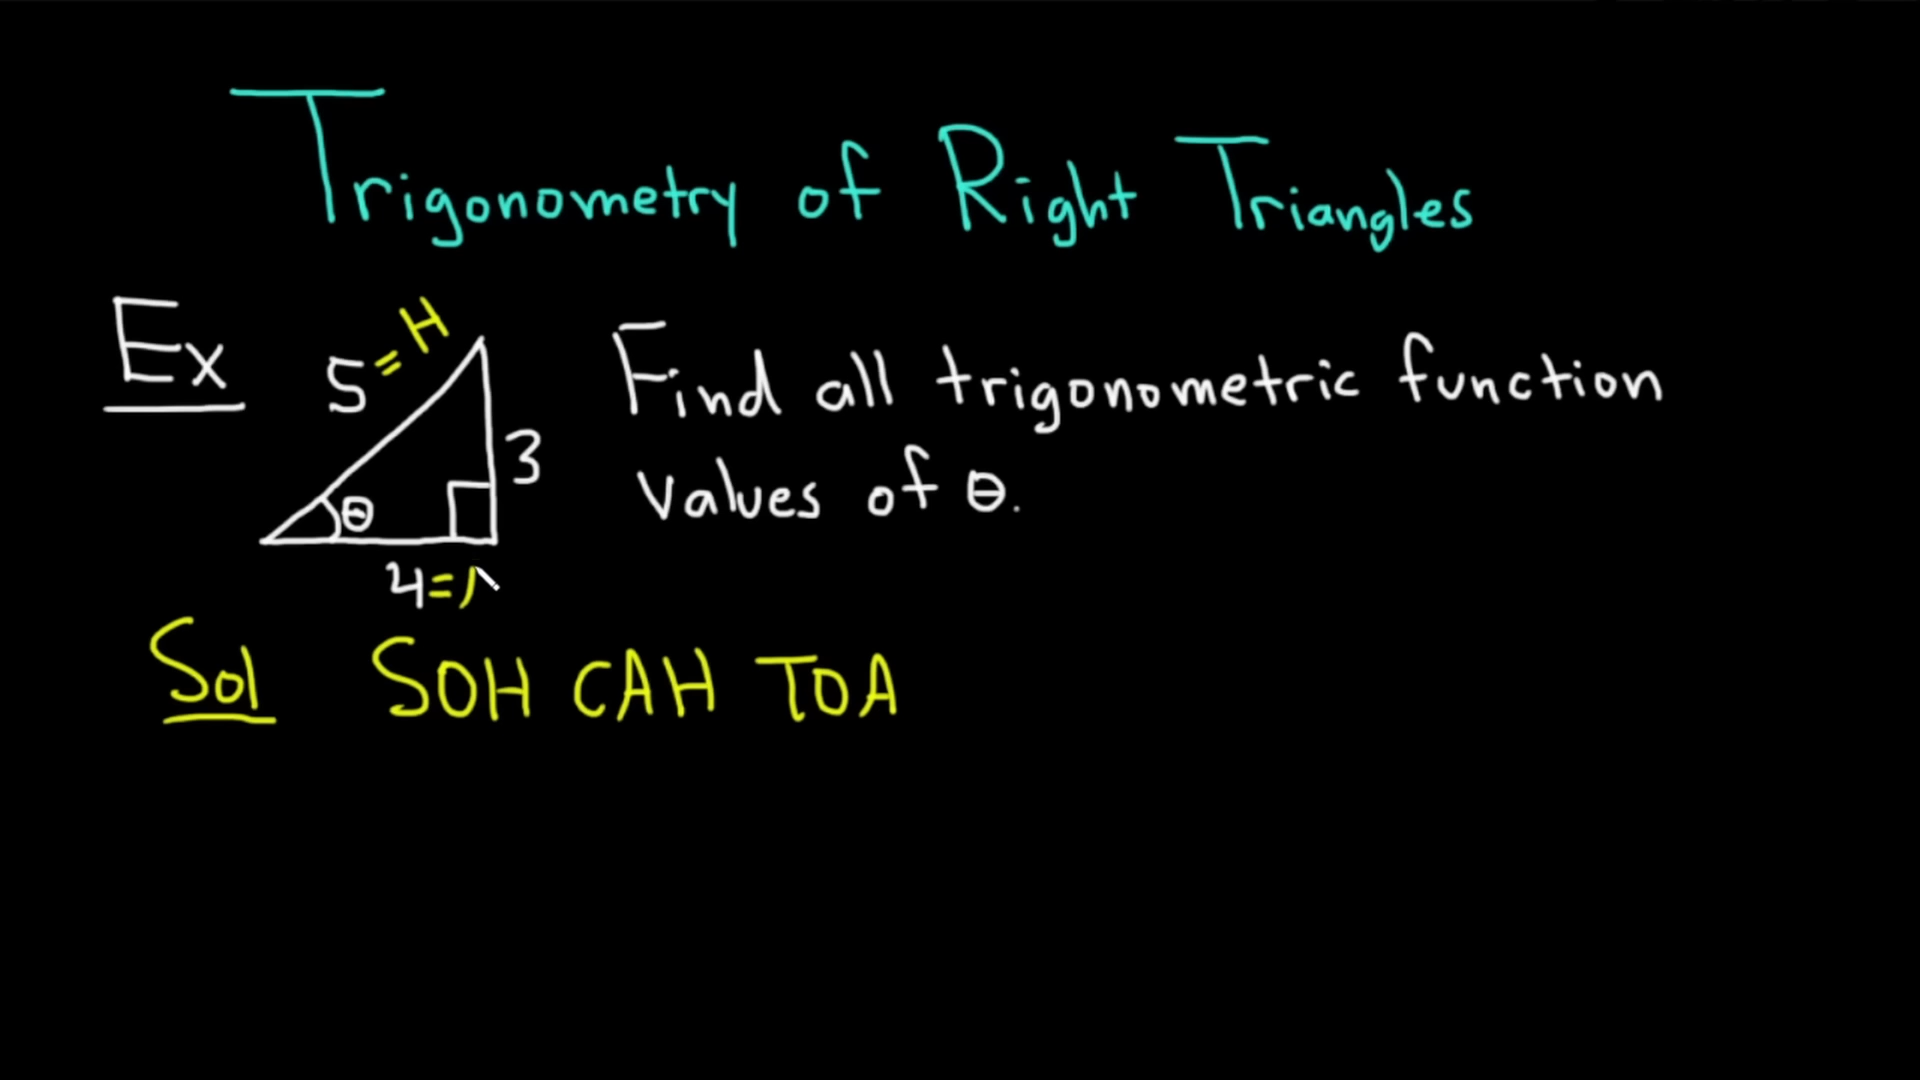 Trigonometry of Right Triangles
Ex
5 = H
3
θ
4 =
Find all trigonometric function
values of θ.
Sol SOH CAH TOA